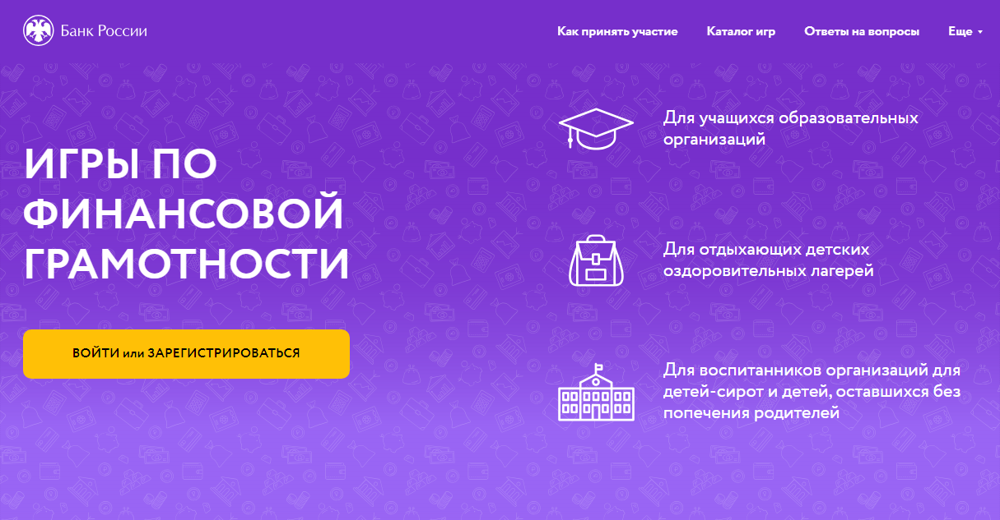 Банк России
Как принять участие
Каталог игр
Ответы на вопросы
Еще
ИГРЫ ПО
ФИНАНСОВОЙ
ГРАМОТНОСТИ
ВОЙТИ или ЗАРЕГИСТРИРОВАТЬСЯ
Для учащихся образовательных
организаций
Для отдыхающих детских
оздоровительных лагерей
Для воспитанников организаций для
детей-сирот и детей, оставшихся без
попечения родителей